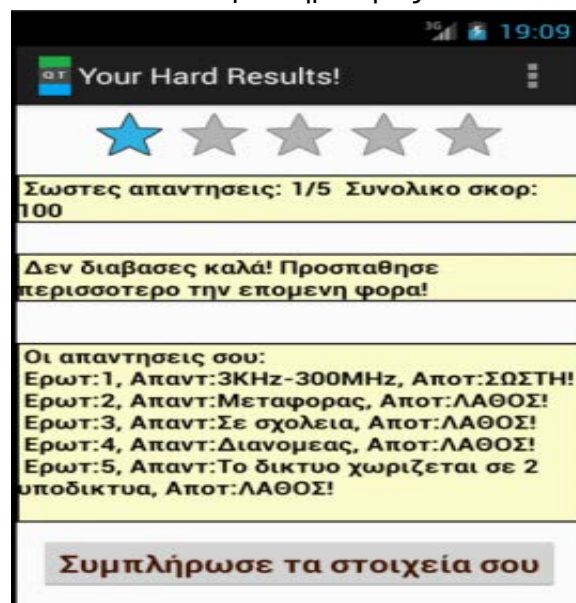 3G 19:09
QT Your Hard Results!
Σωστες απαντησεις: 1/5 Συνολικο σκορ:
100
Δεν διαβασες καλά! Προσπαθησε
περισσοτερο την επομενη φορα!
Οι απαντησεις σου:
Ερωτ:1, Απαντ:3KHz-300MHz, Αποτ:ΣΩΣΤΗ!
Ερωτ:2, Απαντ:Μεταφορας, Αποτ:ΛΑΘΟΣ!
Ερωτ:3, Απαντ:Σε σχολεια, Αποτ:ΛΑΘΟΣ!
Ερωτ:4, Απαντ:Διανομεας, Αποτ:ΛΑΘΟΣ!
Ερωτ:5, Απαντ:Το δικτυο χωριζεται σε 2
υποδικτυα, Αποτ:ΛΑΘΟΣ!
Συμπλήρωσε τα στοιχεία σου